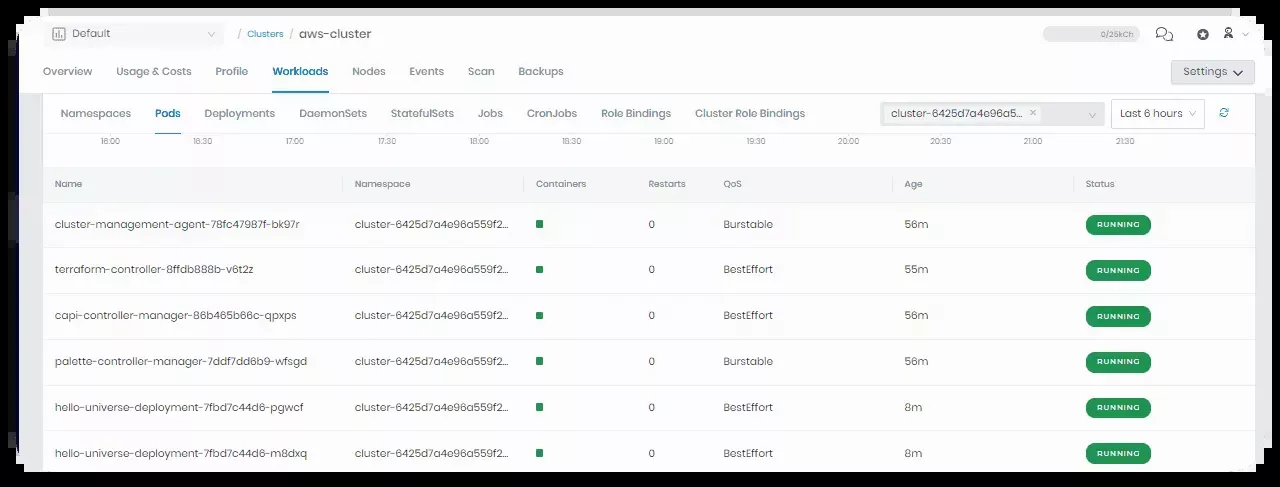 Default / Clusters / aws-cluster 0/25kCh
Overview Usage & Costs Profile Workloads Nodes Events Scan Backups Settings
Namespaces Pods Deployments DaemonSets StatefulSets Jobs CronJobs Role Bindings Cluster Role Bindings cluster-6425d7a4e96a5... × Last 6 hours
16:00 16:30 17:00 17:30 18:00 18:30 19:00 19:30 20:00 20:30 21:00 21:30
Name Namespace Containers Restarts QoS Age Status
cluster-management-agent-78fc47987f-bk97r cluster-6425d7a4e96a559f2... 0 Burstable 56m RUNNING
terraform-controller-8ffdb888b-v6t2z cluster-6425d7a4e96a559f2... 0 BestEffort 55m RUNNING
capi-controller-manager-86b465b66c-qpxps cluster-6425d7a4e96a559f2... 0 BestEffort 56m RUNNING
palette-controller-manager-7ddf7dd6b9-wfsgd cluster-6425d7a4e96a559f2... 0 Burstable 56m RUNNING
hello-universe-deployment-7fbd7c44d6-pgwcf cluster-6425d7a4e96a559f2... 0 BestEffort 8m RUNNING
hello-universe-deployment-7fbd7c44d6-m8dxq cluster-6425d7a4e96a559f2... 0 BestEffort 8m RUNNING